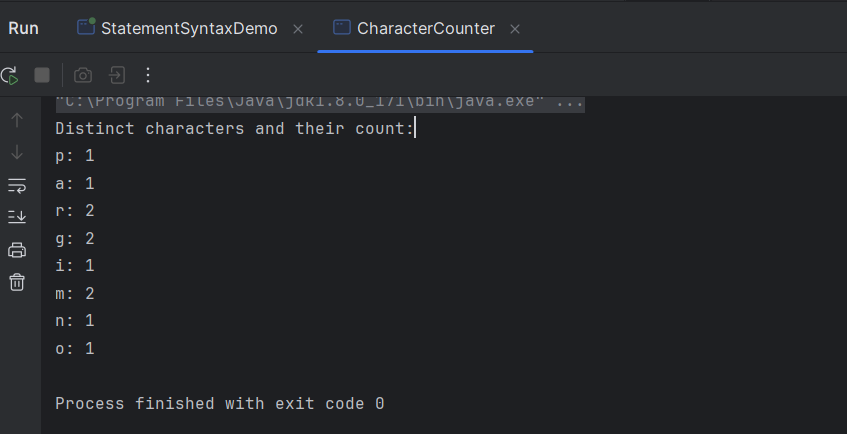 Run StatementSyntaxDemo CharacterCounter
"C:\Program Files\Java\jdk1.8.0_171\bin\java.exe" ...
Distinct characters and their count:
p: 1
a: 1
r: 2
g: 2
i: 1
m: 2
n: 1
o: 1
Process finished with exit code 0